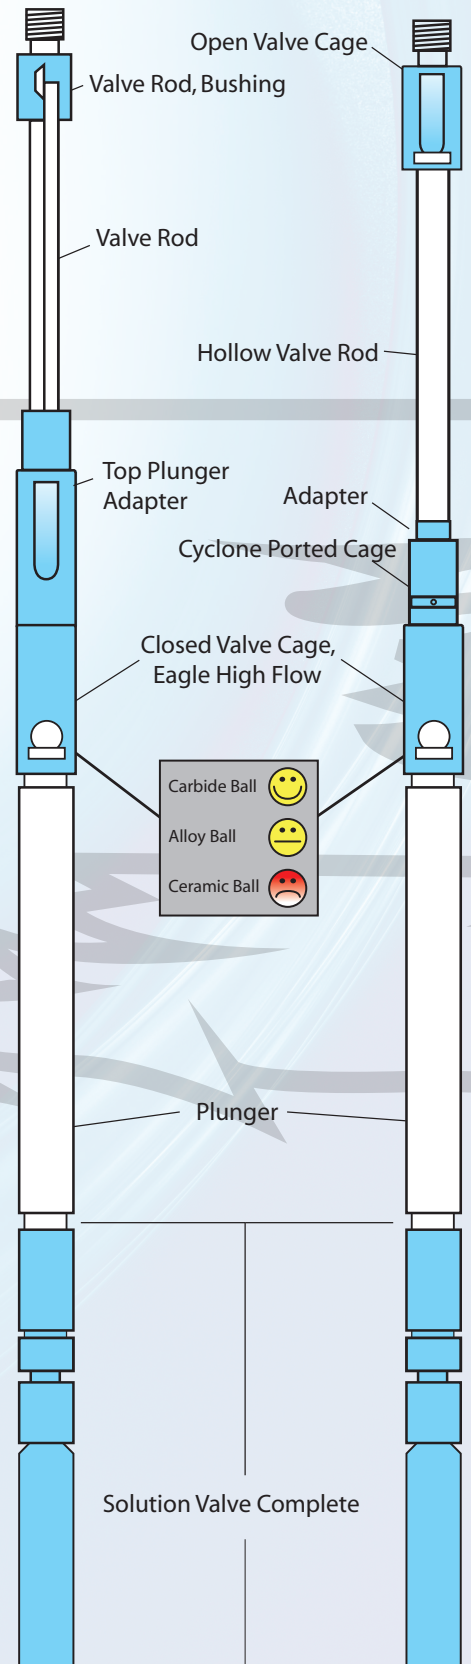 Open Valve Cage
Valve Rod, Bushing
Valve Rod
Hollow Valve Rod
Top Plunger
Adapter
Adapter
Cyclone Ported Cage
Closed Valve Cage,
Eagle High Flow
Carbide Ball
Alloy Ball
Ceramic Ball
Plunger
Solution Valve Complete